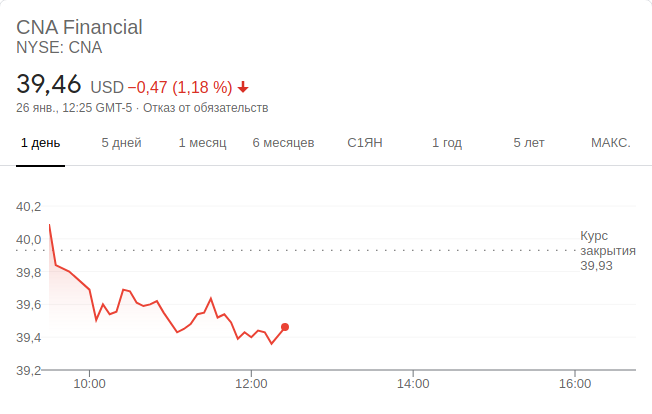 CNA Financial
NYSE: CNA
39,46 USD −0,47 (1,18 %)
26 янв., 12:25 GMT-5 · Отказ от обязательств
1 день 5 дней 1 месяц 6 месяцев С1ЯН 1 год 5 лет МАКС.
40,2
40,0
39,8
39,6
39,4
39,2
Курс
закрытия
39,93
10:00 12:00 14:00 16:00